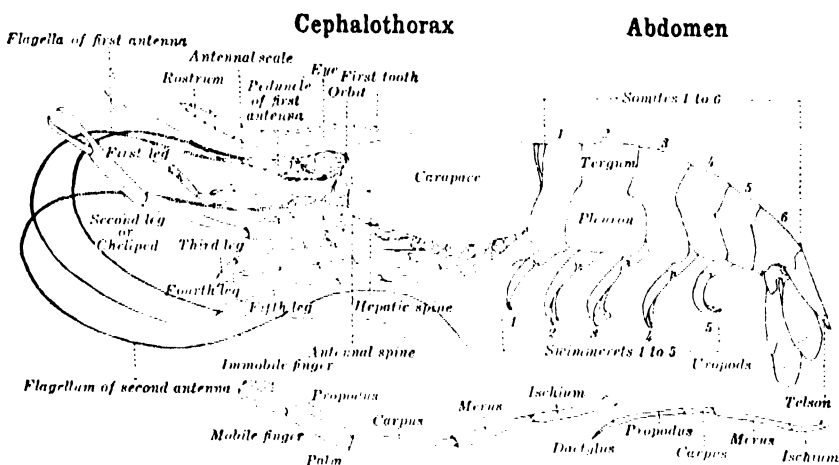 Cephalothorax
Abdomen
Flagella of first antenna
Antennal scale
Rostrum
Peduncle
of first
antenna
Eye
Orbit
First tooth
Somites 1 to 6
1
2
3
4
5
6
First leg
Tergum
Carapace
Pleuron
Second leg
or
Cheliped
Third leg
Fourth leg
Fifth leg
Hepatic spine
1
2
3
4
5
Antennal spine
Swimmerets 1 to 5
Uropods
Immobile finger
Flagellum of second antenna
Propodus
Carpus
Merus
Ischium
Telson
Mobile finger
Palm
Dactylus
Propodus
Carpus
Merus
Ischium